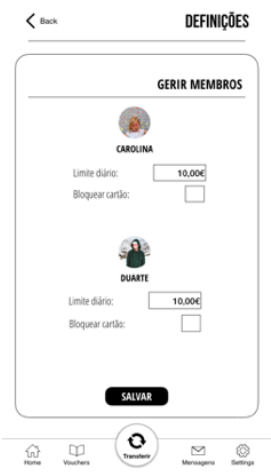 Back
DEFINIÇÕES
GERIR MEMBROS
CAROLINA
Limite diário: 10,00€
Bloquear cartão:
DUARTE
Limite diário: 10,00€
Bloquear cartão:
SALVAR
Home Vouchers Transferir Mensagens Settings